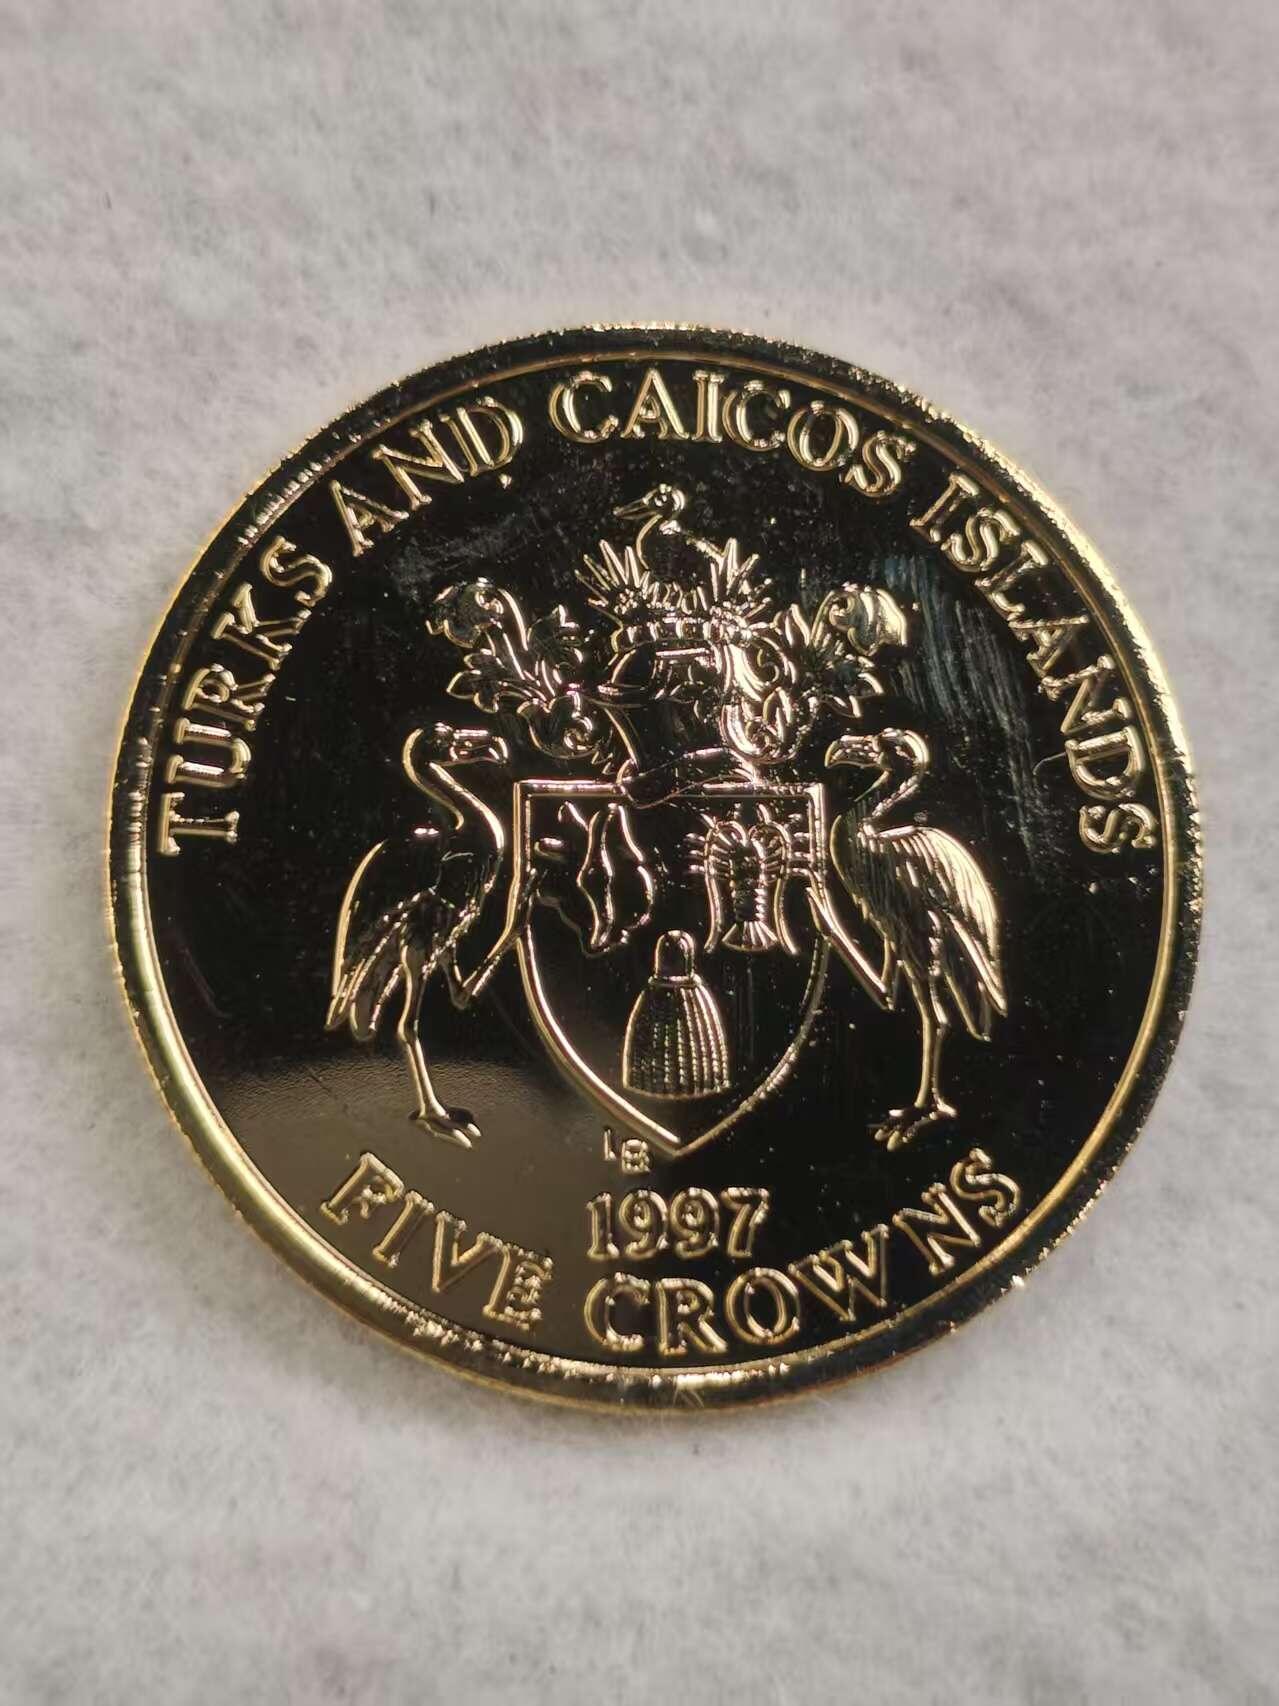 TURKS AND CAICOS ISLANDS
1997
FIVE CROWNS